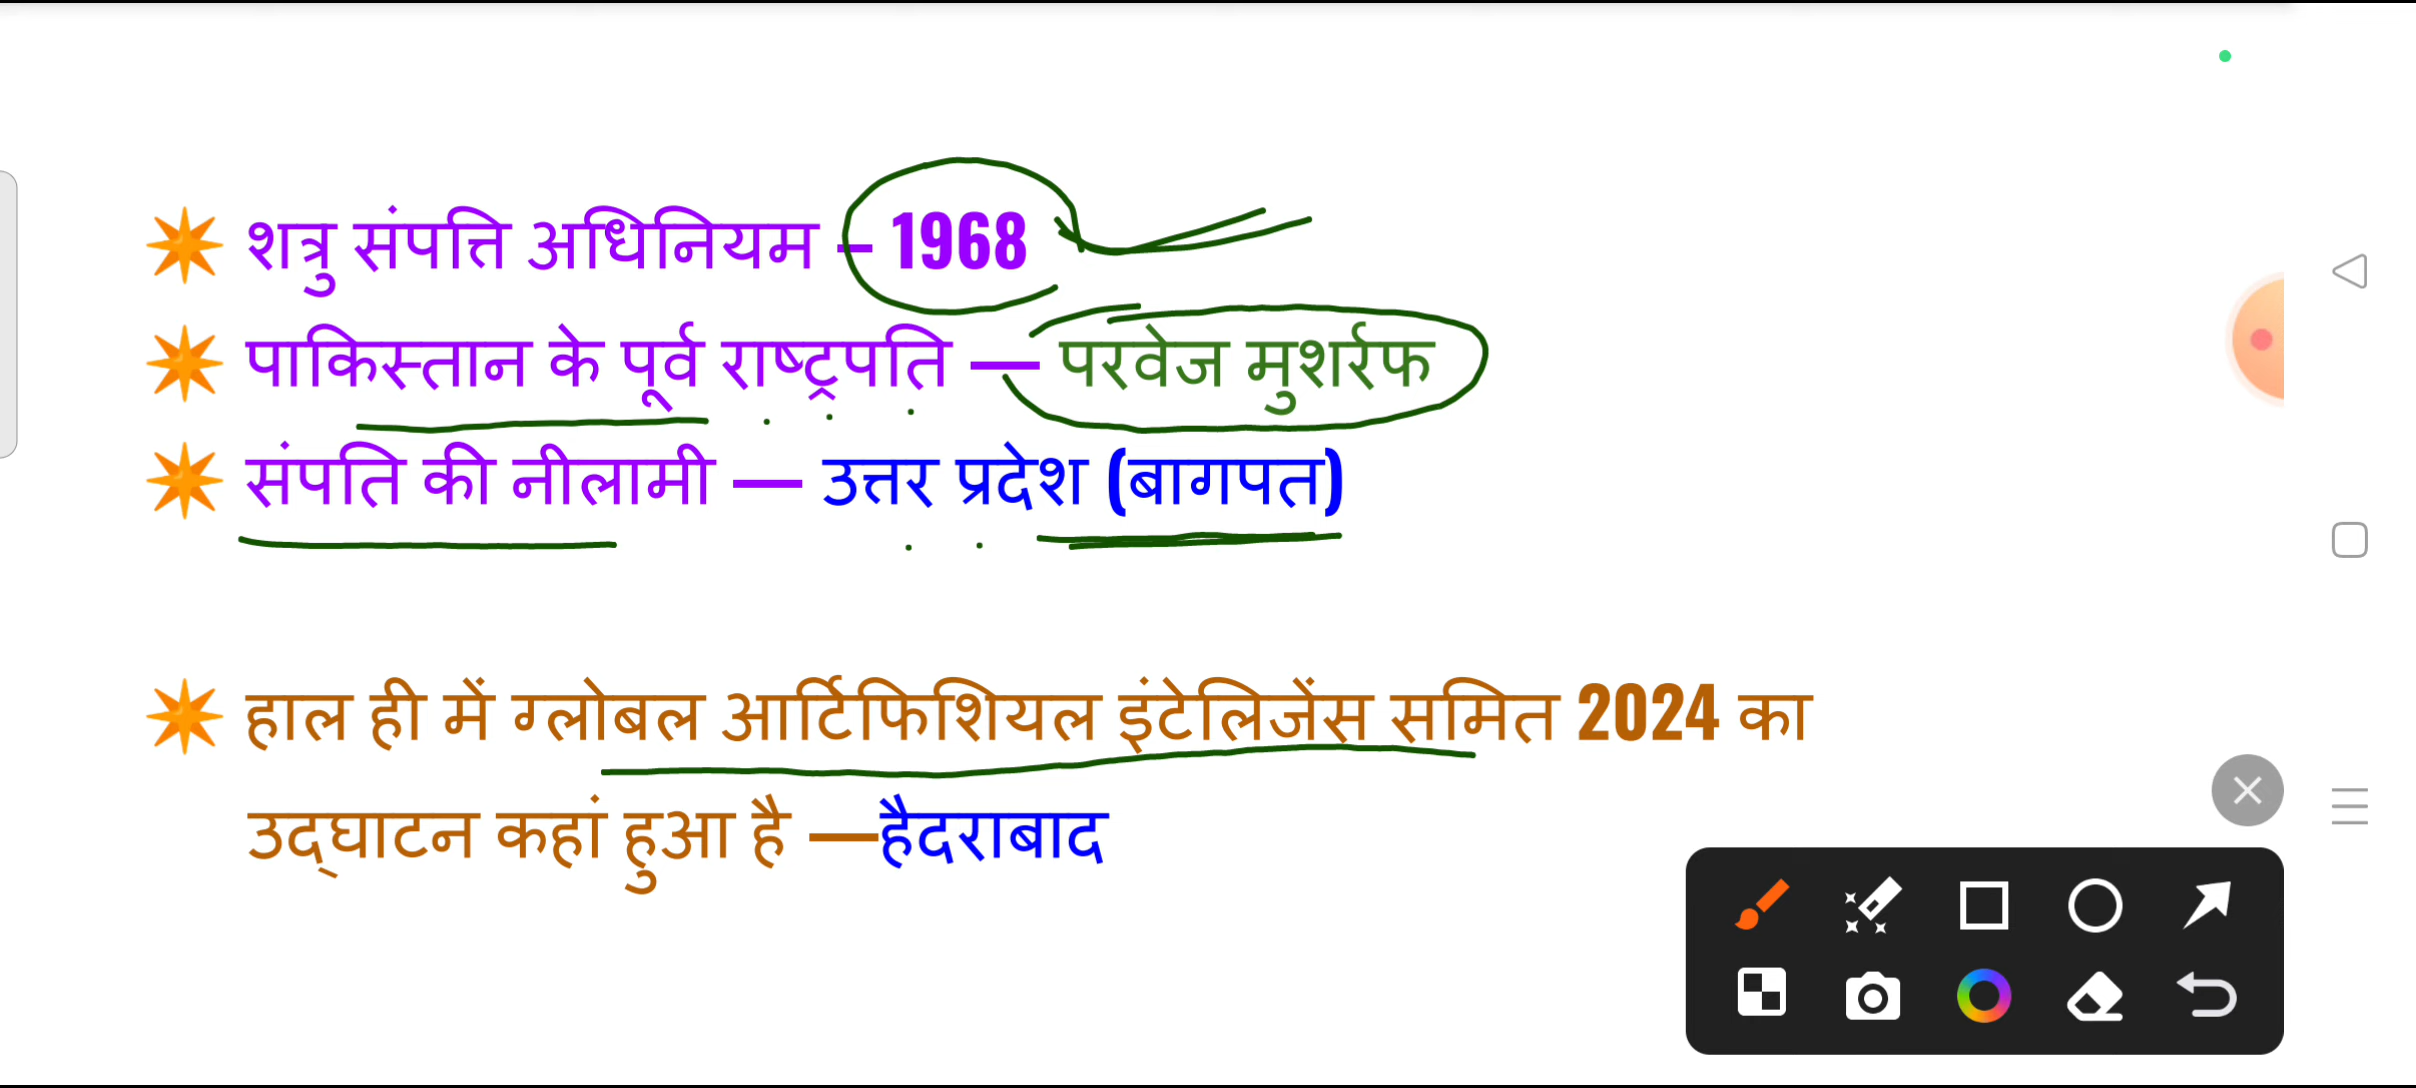 शत्रु संपत्ति अधिनियम – 1968
पाकिस्तान के पूर्व राष्ट्रपति — परवेज मुशर्रफ
संपति की नीलामी — उत्तर प्रदेश (बागपत)
हाल ही में ग्लोबल आर्टिफिशियल इंटेलिजेंस समित 2024 का
उद्घाटन कहां हुआ है —हैदराबाद